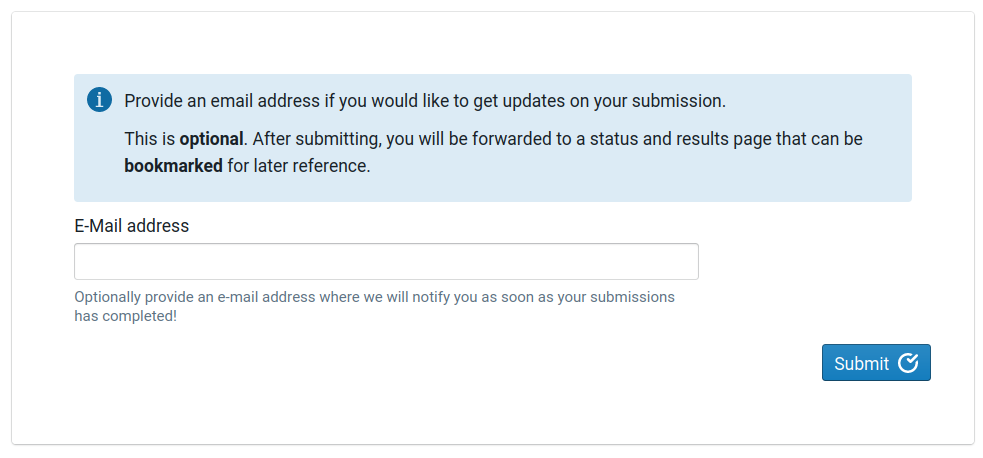 Provide an email address if you would like to get updates on your submission.
This is optional. After submitting, you will be forwarded to a status and results page that can be
bookmarked for later reference.
E-Mail address
Optionally provide an e-mail address where we will notify you as soon as your submissions
has completed!
Submit